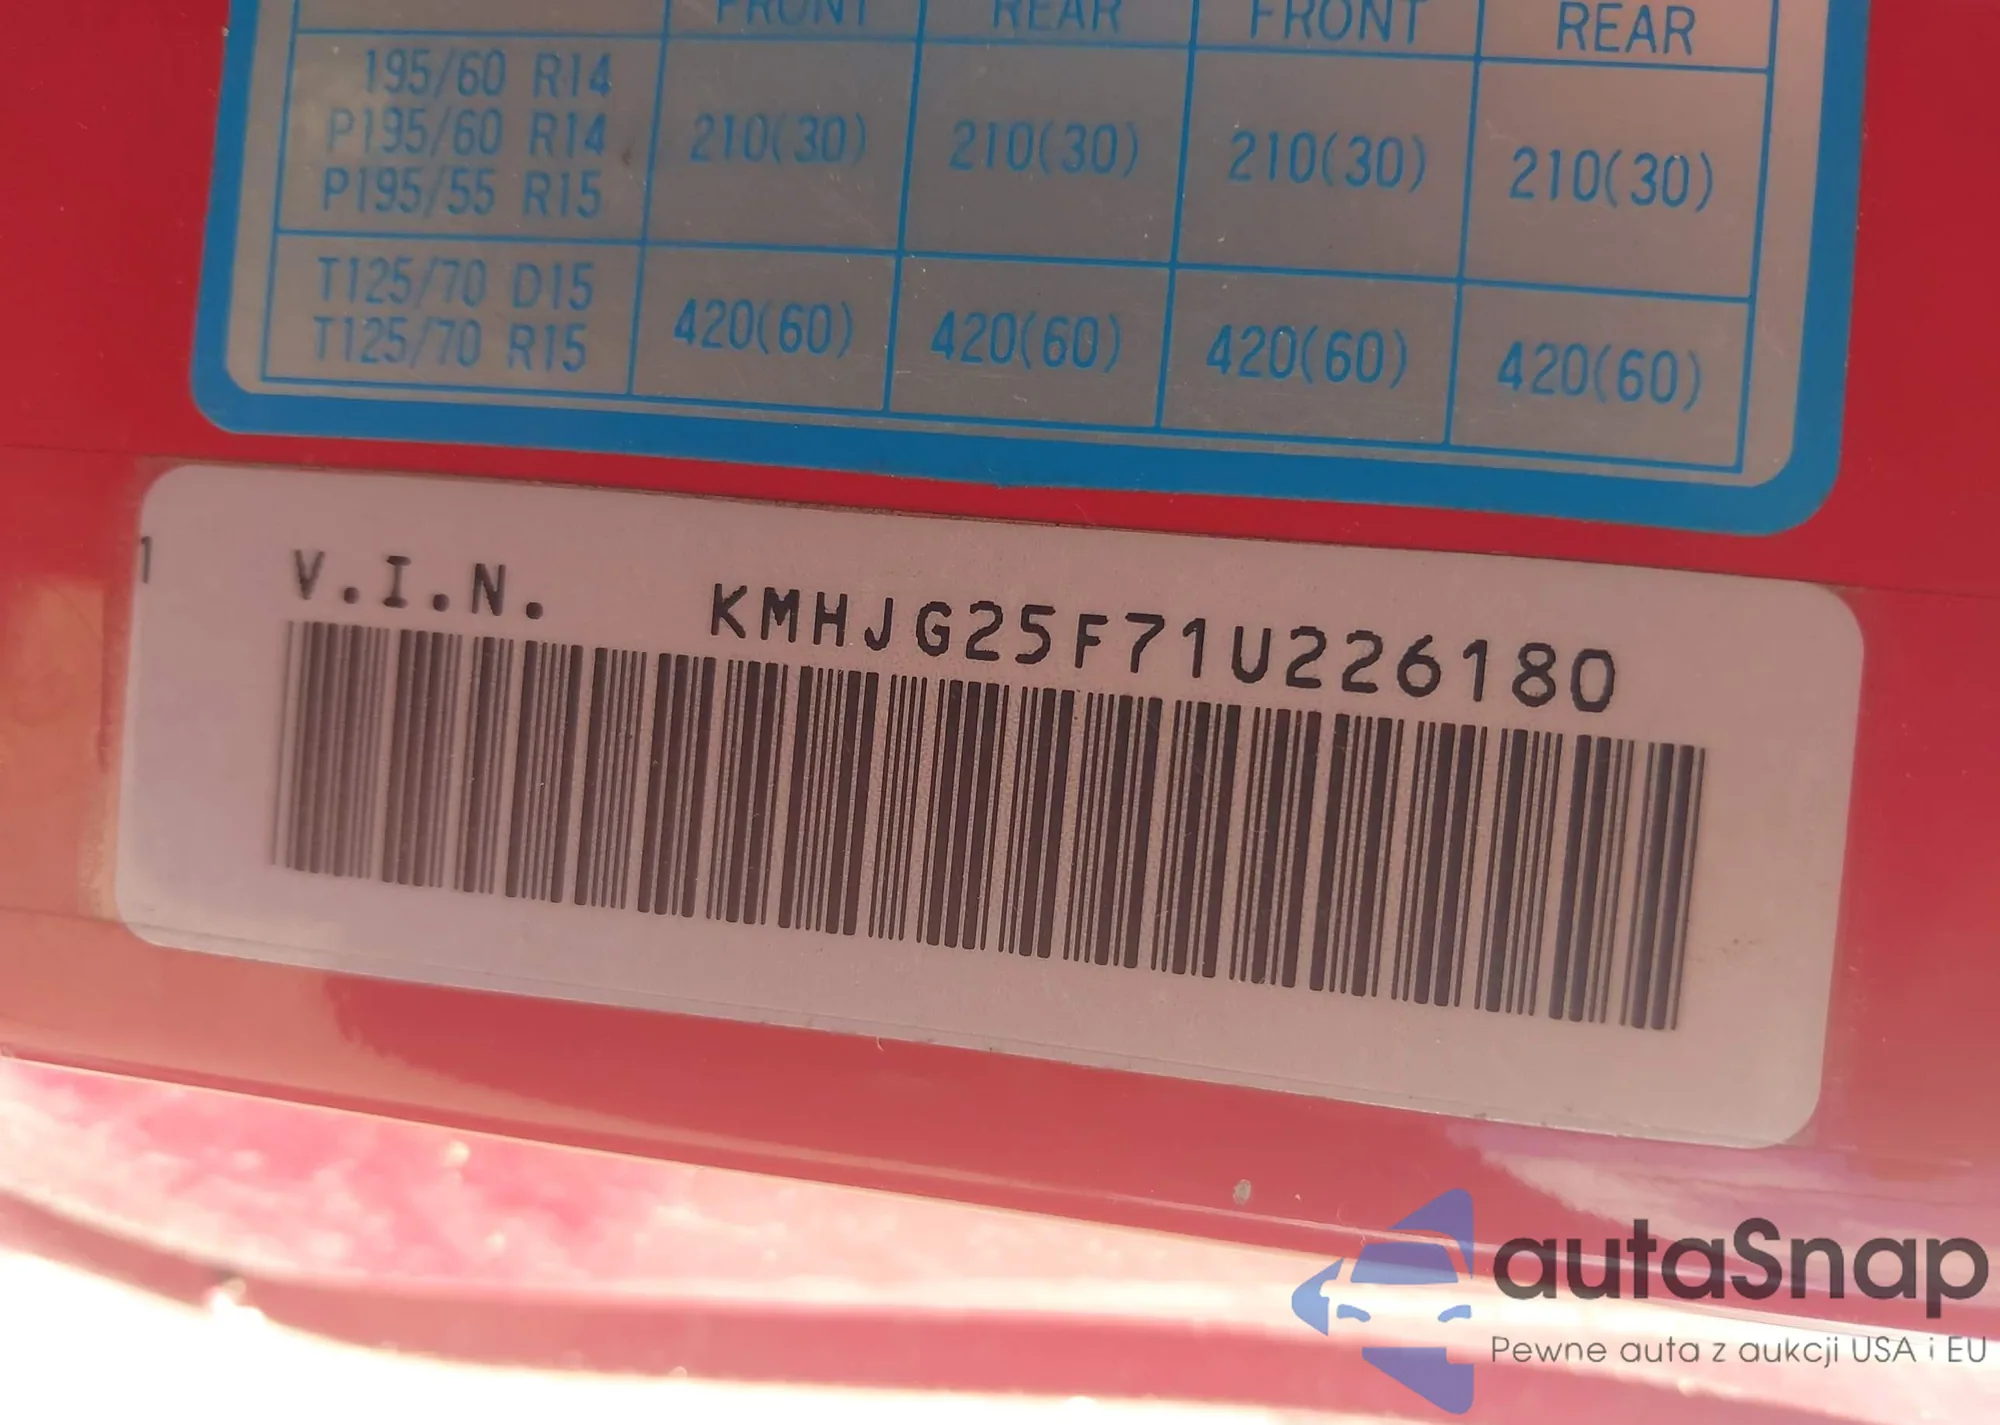 FRONT REAR FRONT REAR
195/60 R14
P195/60 R14
P195/55 R15
210(30) 210(30) 210(30) 210(30)
T125/70 D15
T125/70 R15
420(60) 420(60) 420(60) 420(60)
1
V.I.N. KMHJG25F71U226180
autaSnap
Pewne auta z aukcji USA i EU